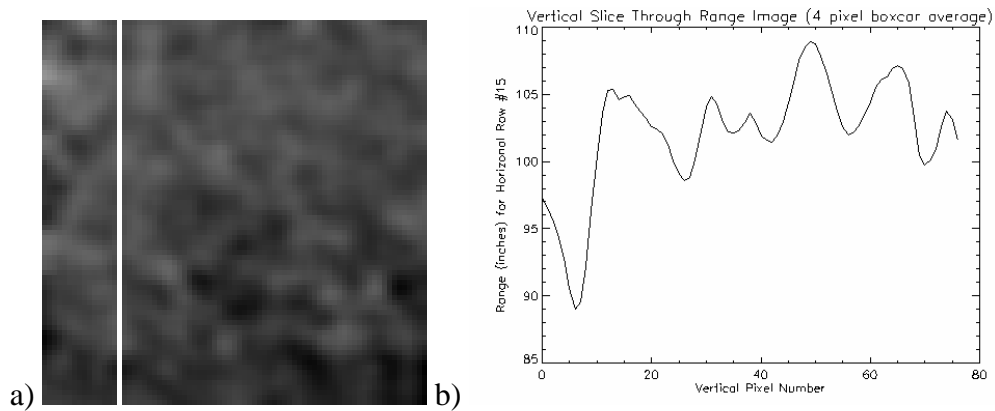 a)
b)
Vertical Slice Through Range Image (4 pixel boxcar average)
Range (inches) for Horizonal Row #15
110
105
100
95
90
85
0
20
40
60
80
Vertical Pixel Number